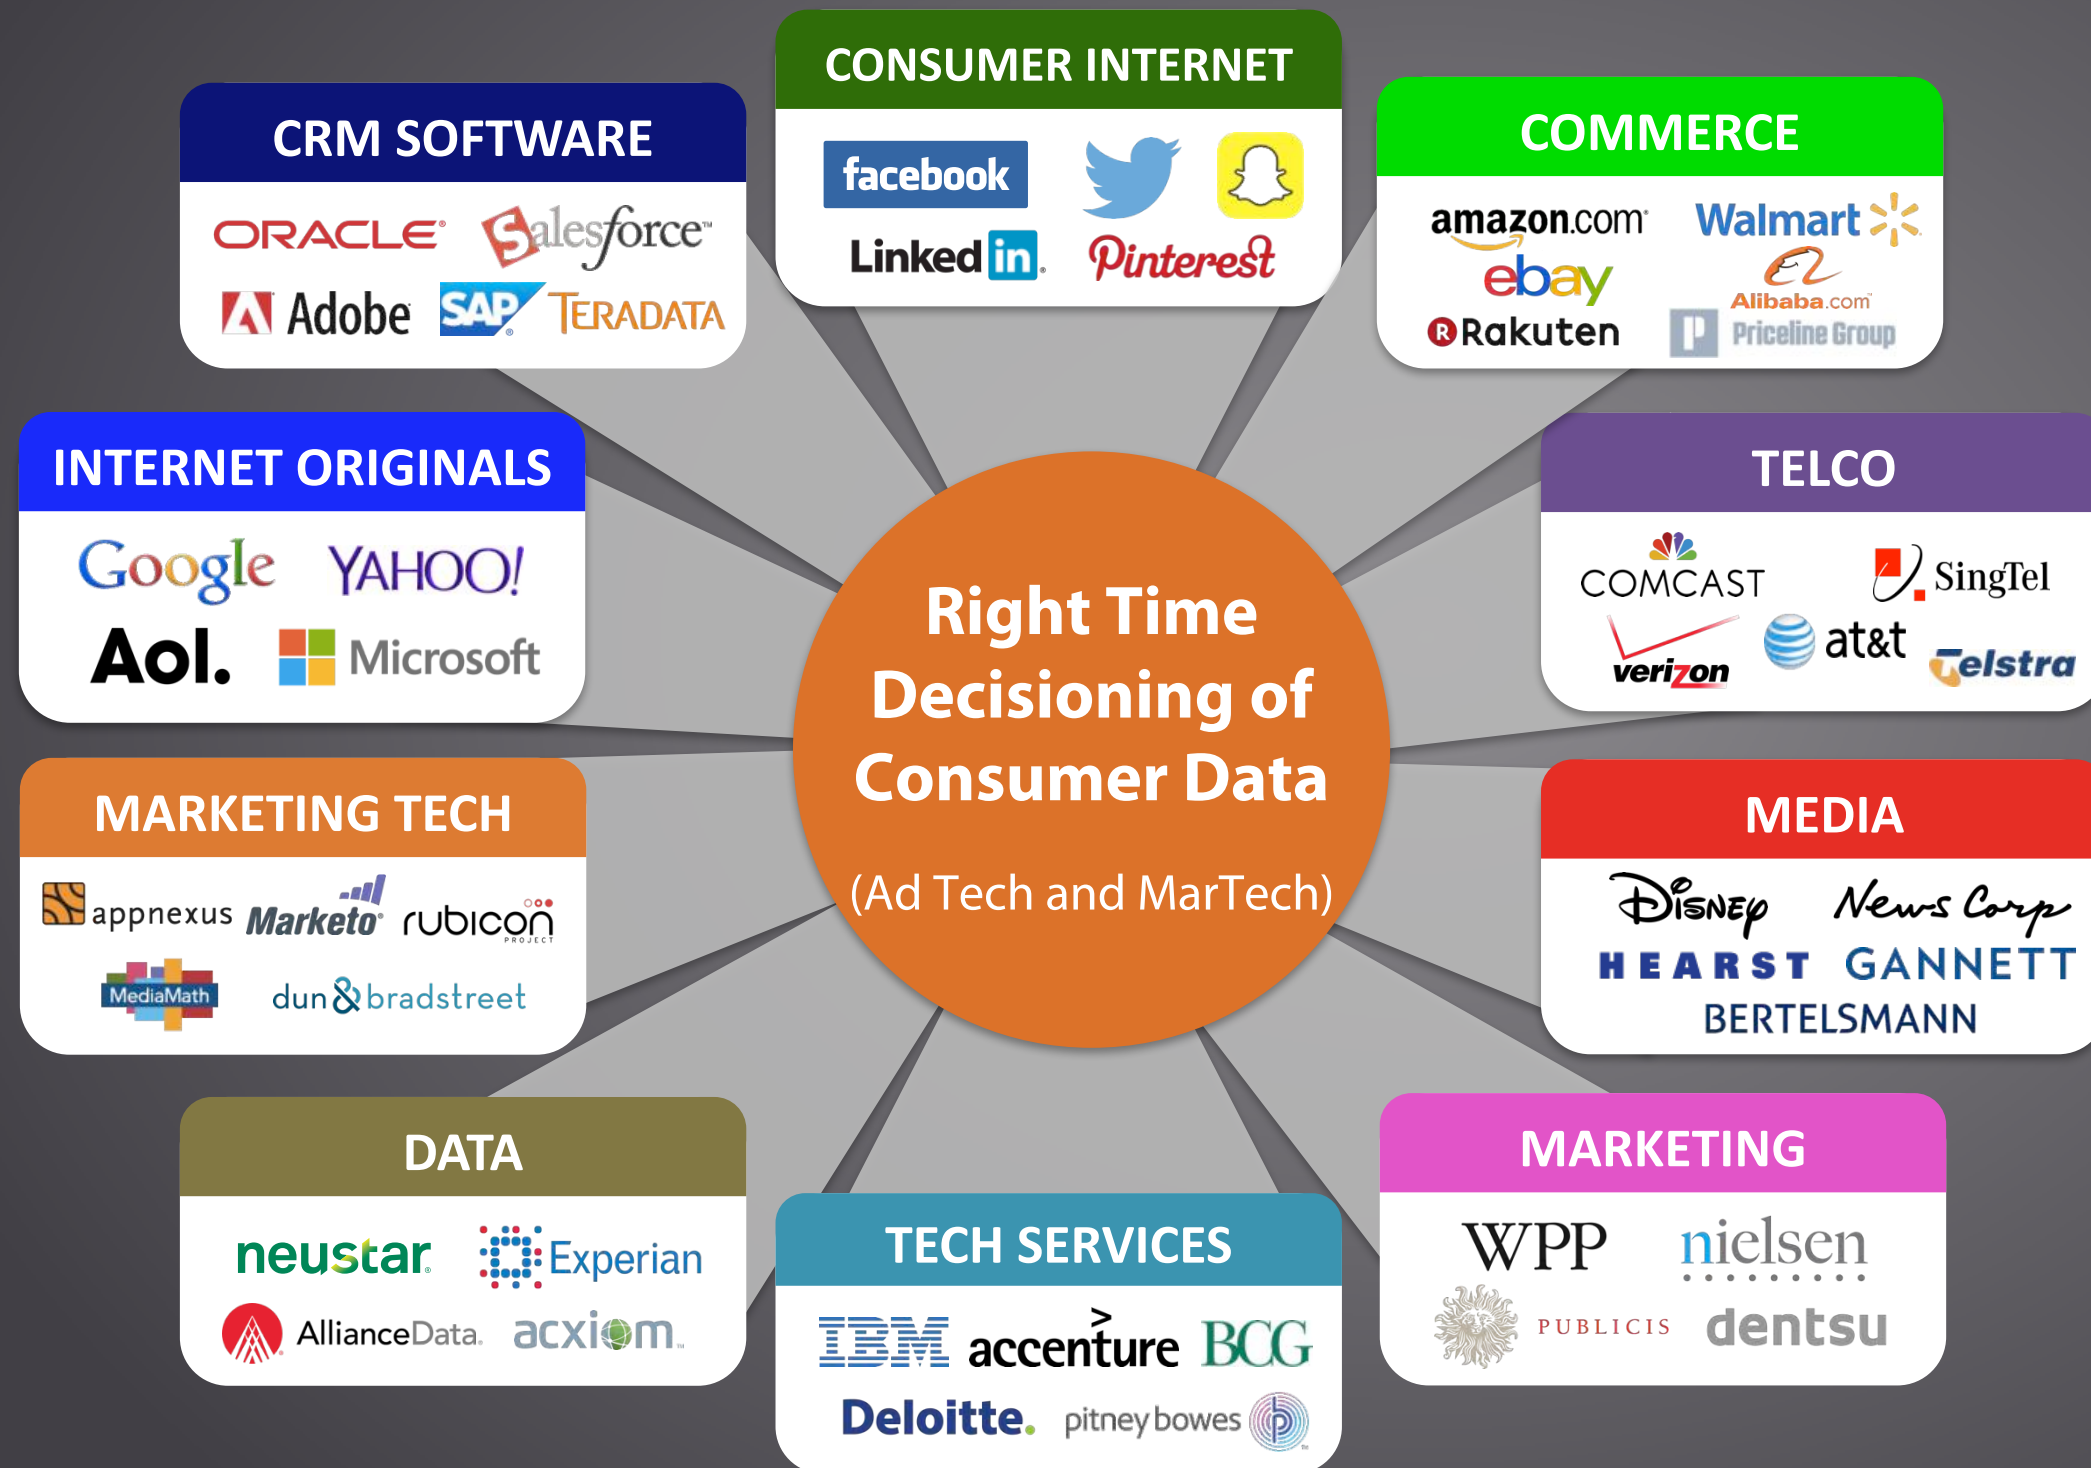 CONSUMER INTERNET
facebook
Linked in
Pinterest
CRM SOFTWARE
ORACLE
salesforce
Adobe
SAP
TERADATA
COMMERCE
amazon.com
Walmart
ebay
Alibaba.com
Rakuten
P Priceline Group
INTERNET ORIGINALS
Google
YAHOO!
Aol.
Microsoft
TELCO
COMCAST
SingTel
verizon
at&t
Telstra
Right Time
Decisioning of
Consumer Data
(Ad Tech and MarTech)
MARKETING TECH
appnexus
Marketo
rubicon
PROJECT
MediaMath
dun & bradstreet
MEDIA
Disney
News Corp
HEARST
GANNETT
BERTELSMANN
DATA
neustar
Experian
AllianceData
acxiom
TECH SERVICES
IBM
accenture
BCG
Deloitte.
pitney bowes
MARKETING
WPP
nielsen
PUBLICIS
dentsu